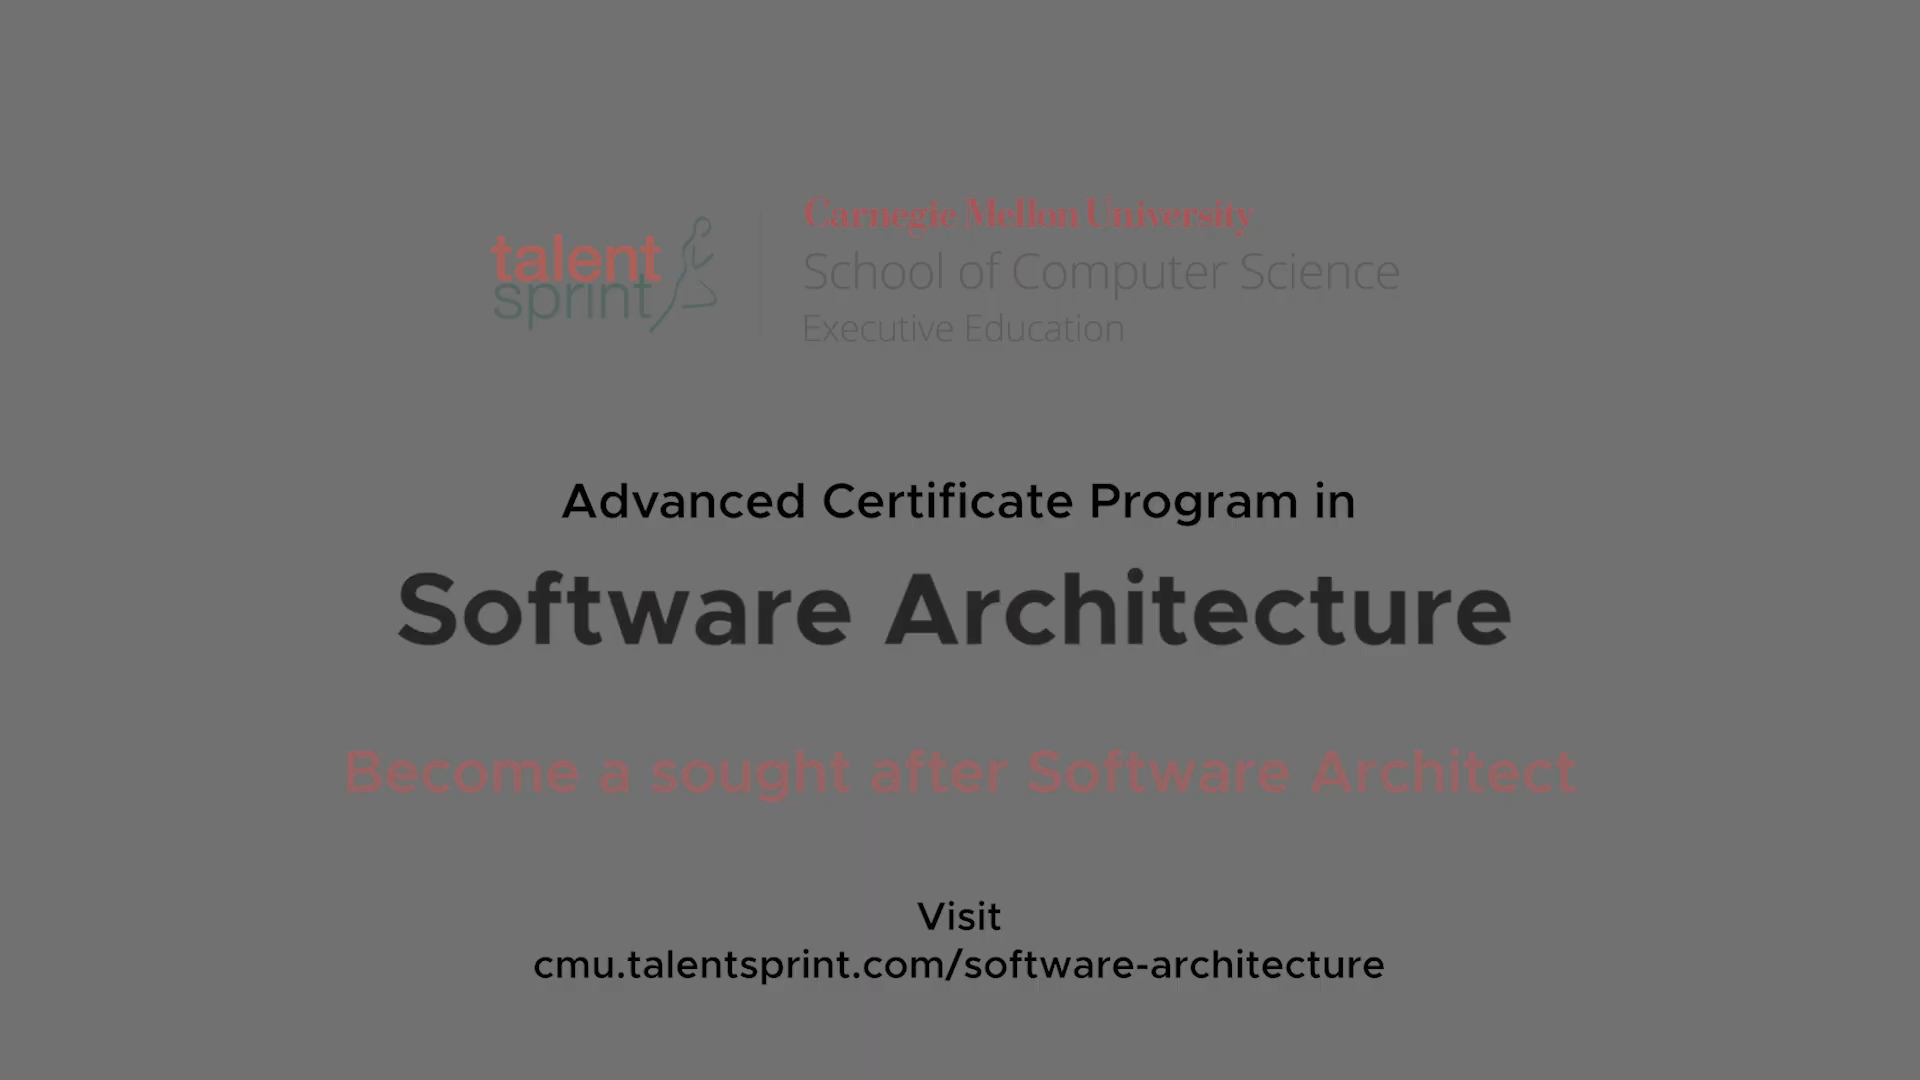 talent
sprint
Carnegie Mellon University
School of Computer Science
Executive Education
Advanced Certificate Program in
Software Architecture
Become a sought after Software Architect
Visit
cmu.talentsprint.com/software-architecture